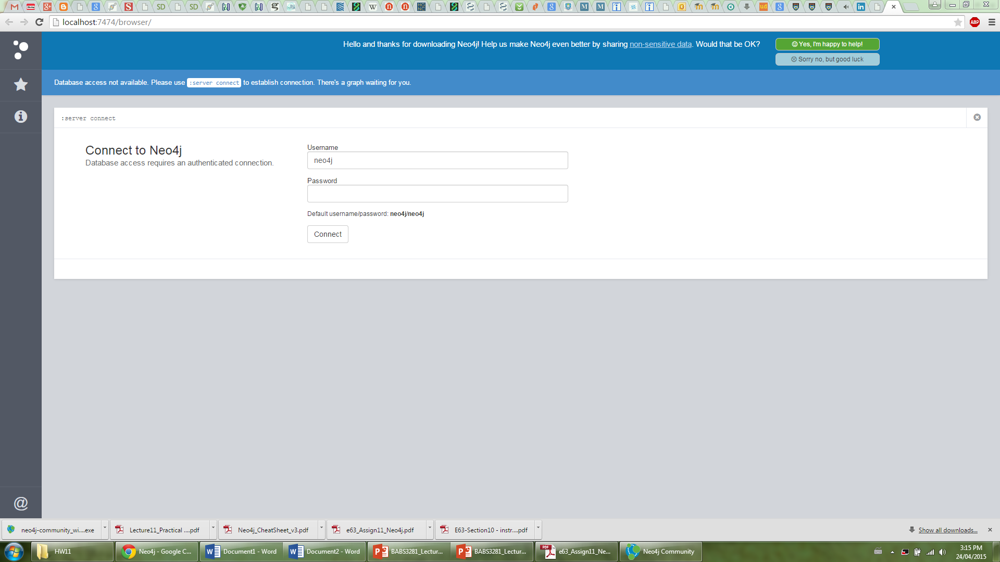 localhost:7474/browser/
ABP
Hello and thanks for downloading Neo4j! Help us make Neo4j even better by sharing non-sensitive data. Would that be OK?
Yes, I'm happy to help!
Sorry no, but good luck
Database access not available. Please use :server connect to establish connection. There's a graph waiting for you.
:server connect
Connect to Neo4j
Database access requires an authenticated connection.
Username
neo4j
Password
Default username/password: neo4j/neo4j
Connect
@
neo4j-community_wi....exe
Lecture11_Practical ....pdf
Neo4j_CheatSheet_v3.pdf
e63_Assign11_Neo4j.pdf
E63-Section10 - instr....pdf
Show all downloads...
HW11
Neo4j - Google C...
Document1 - Word
Document2 - Word
BABS3281_Lectur...
BABS3281_Lectur...
e63_Assign11_Ne...
Neo4j Community
3:15 PM
24/04/2015